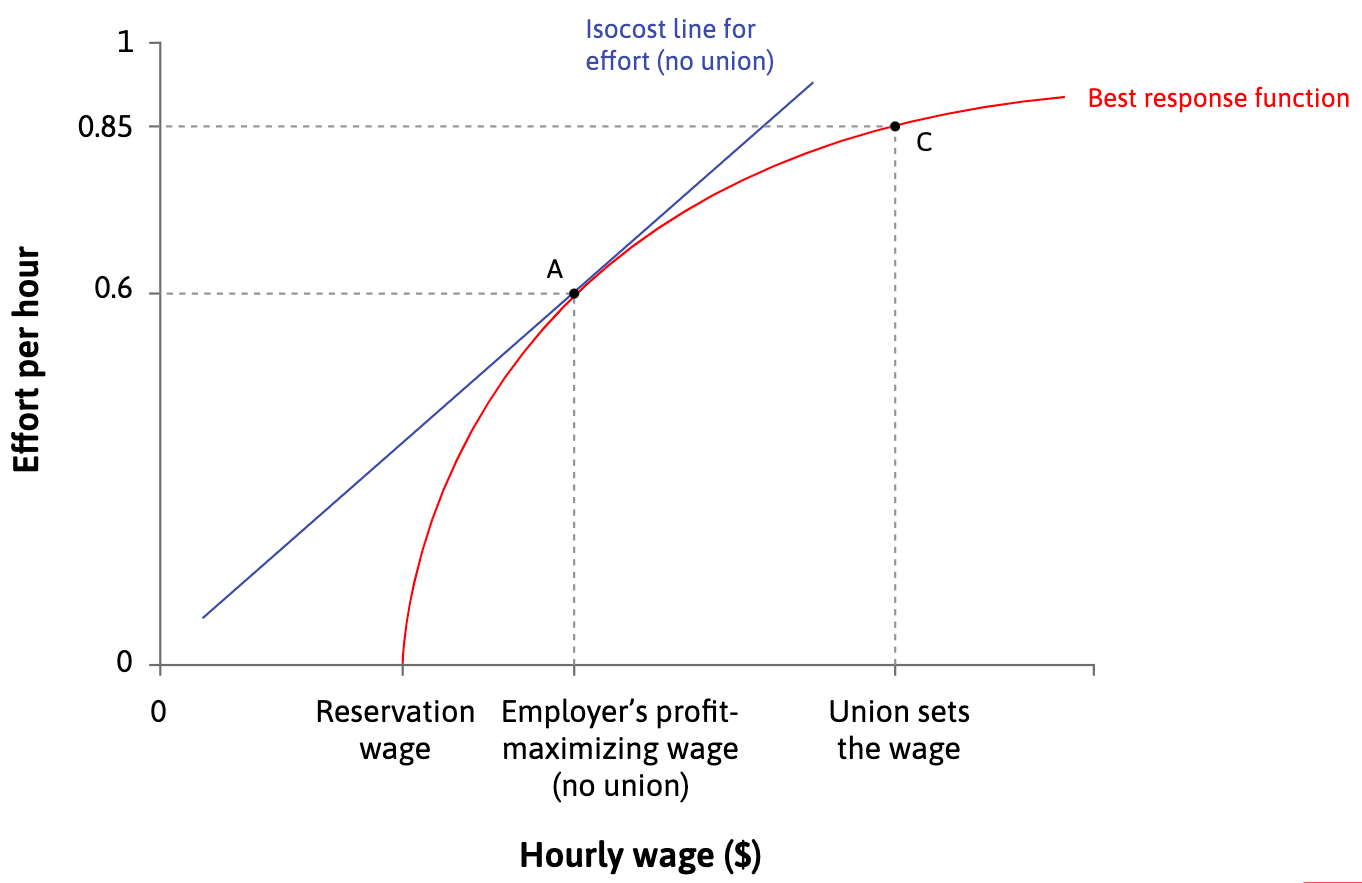 Isocost line for
effort (no union)
1
Best response function
0.85
C
A
0.6
Effort per hour
0
0
Reservation
wage
Employer’s profit-
maximizing wage
(no union)
Union sets
the wage
Hourly wage ($)